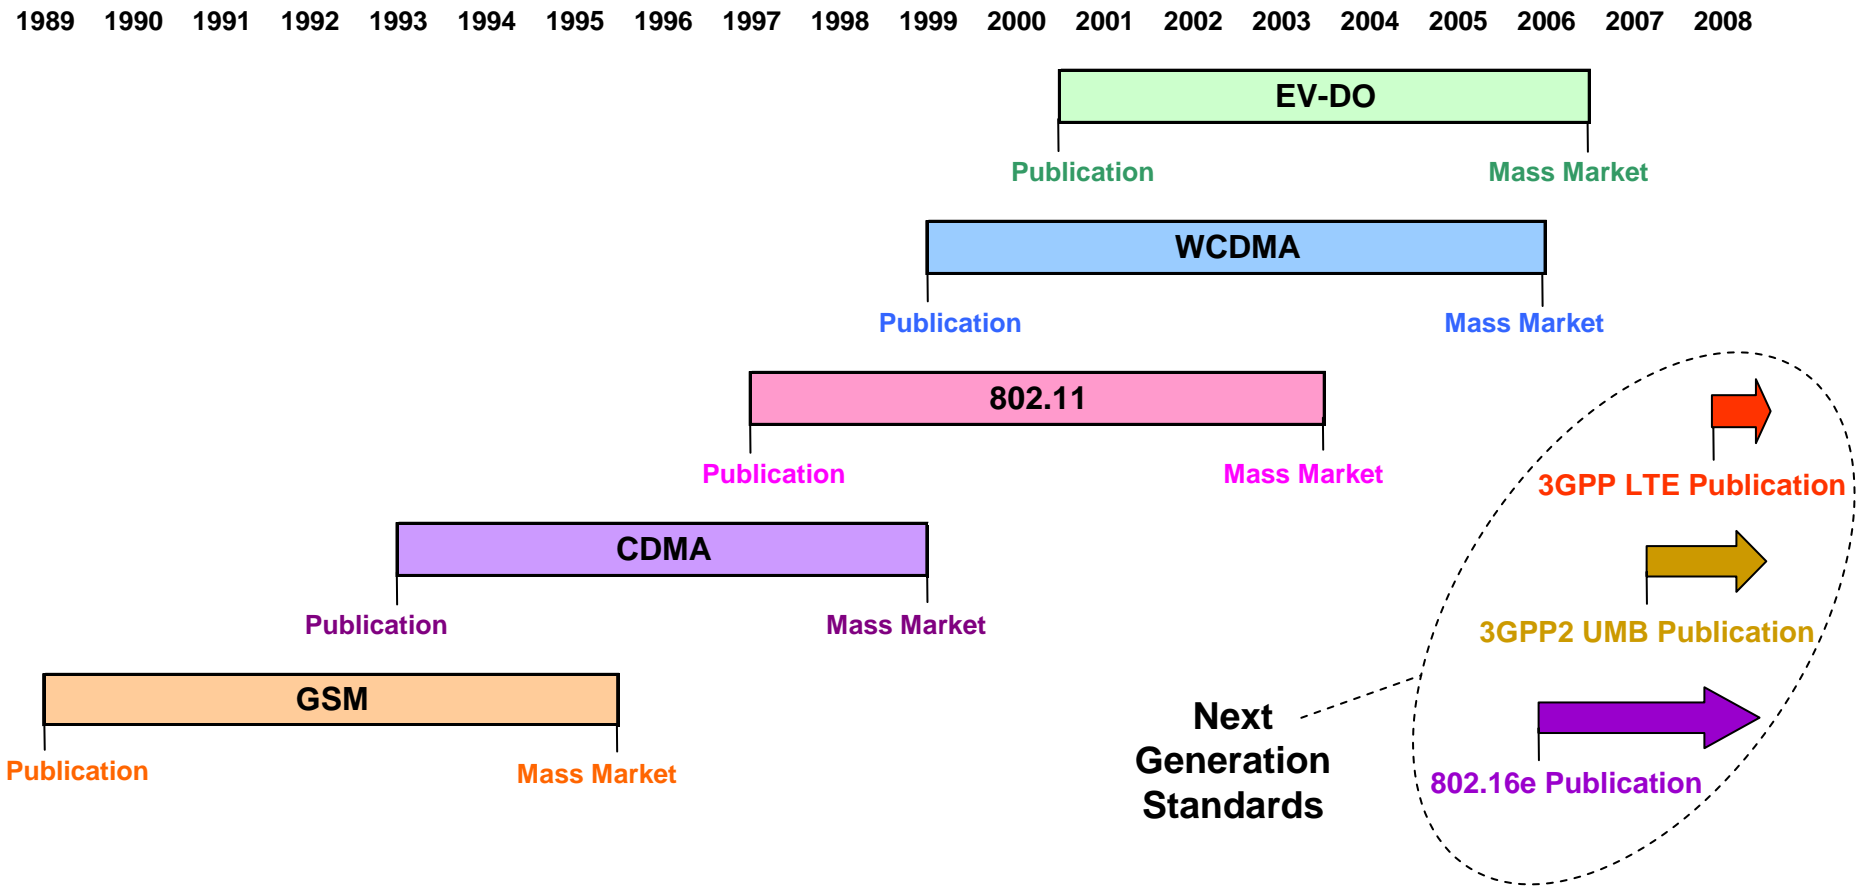 1989 1990 1991 1992 1993 1994 1995 1996 1997 1998 1999 2000 2001 2002 2003 2004 2005 2006 2007 2008
EV-DO
Publication Mass Market
WCDMA
Publication Mass Market
802.11
Publication Mass Market
3GPP LTE Publication
CDMA
Publication Mass Market
3GPP2 UMB Publication
GSM
Publication Mass Market
Next
Generation
Standards
802.16e Publication